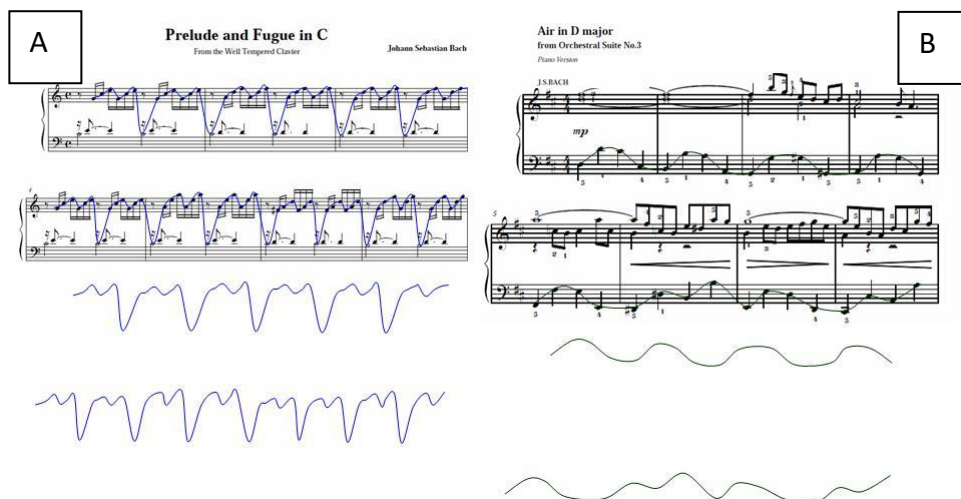 A
Prelude and Fugue in C
From the Well Tempered Clavier
Johann Sebastian Bach
B
Air in D major
from Orchestral Suite No.3
Piano Version
J.S.BACH
mp
5